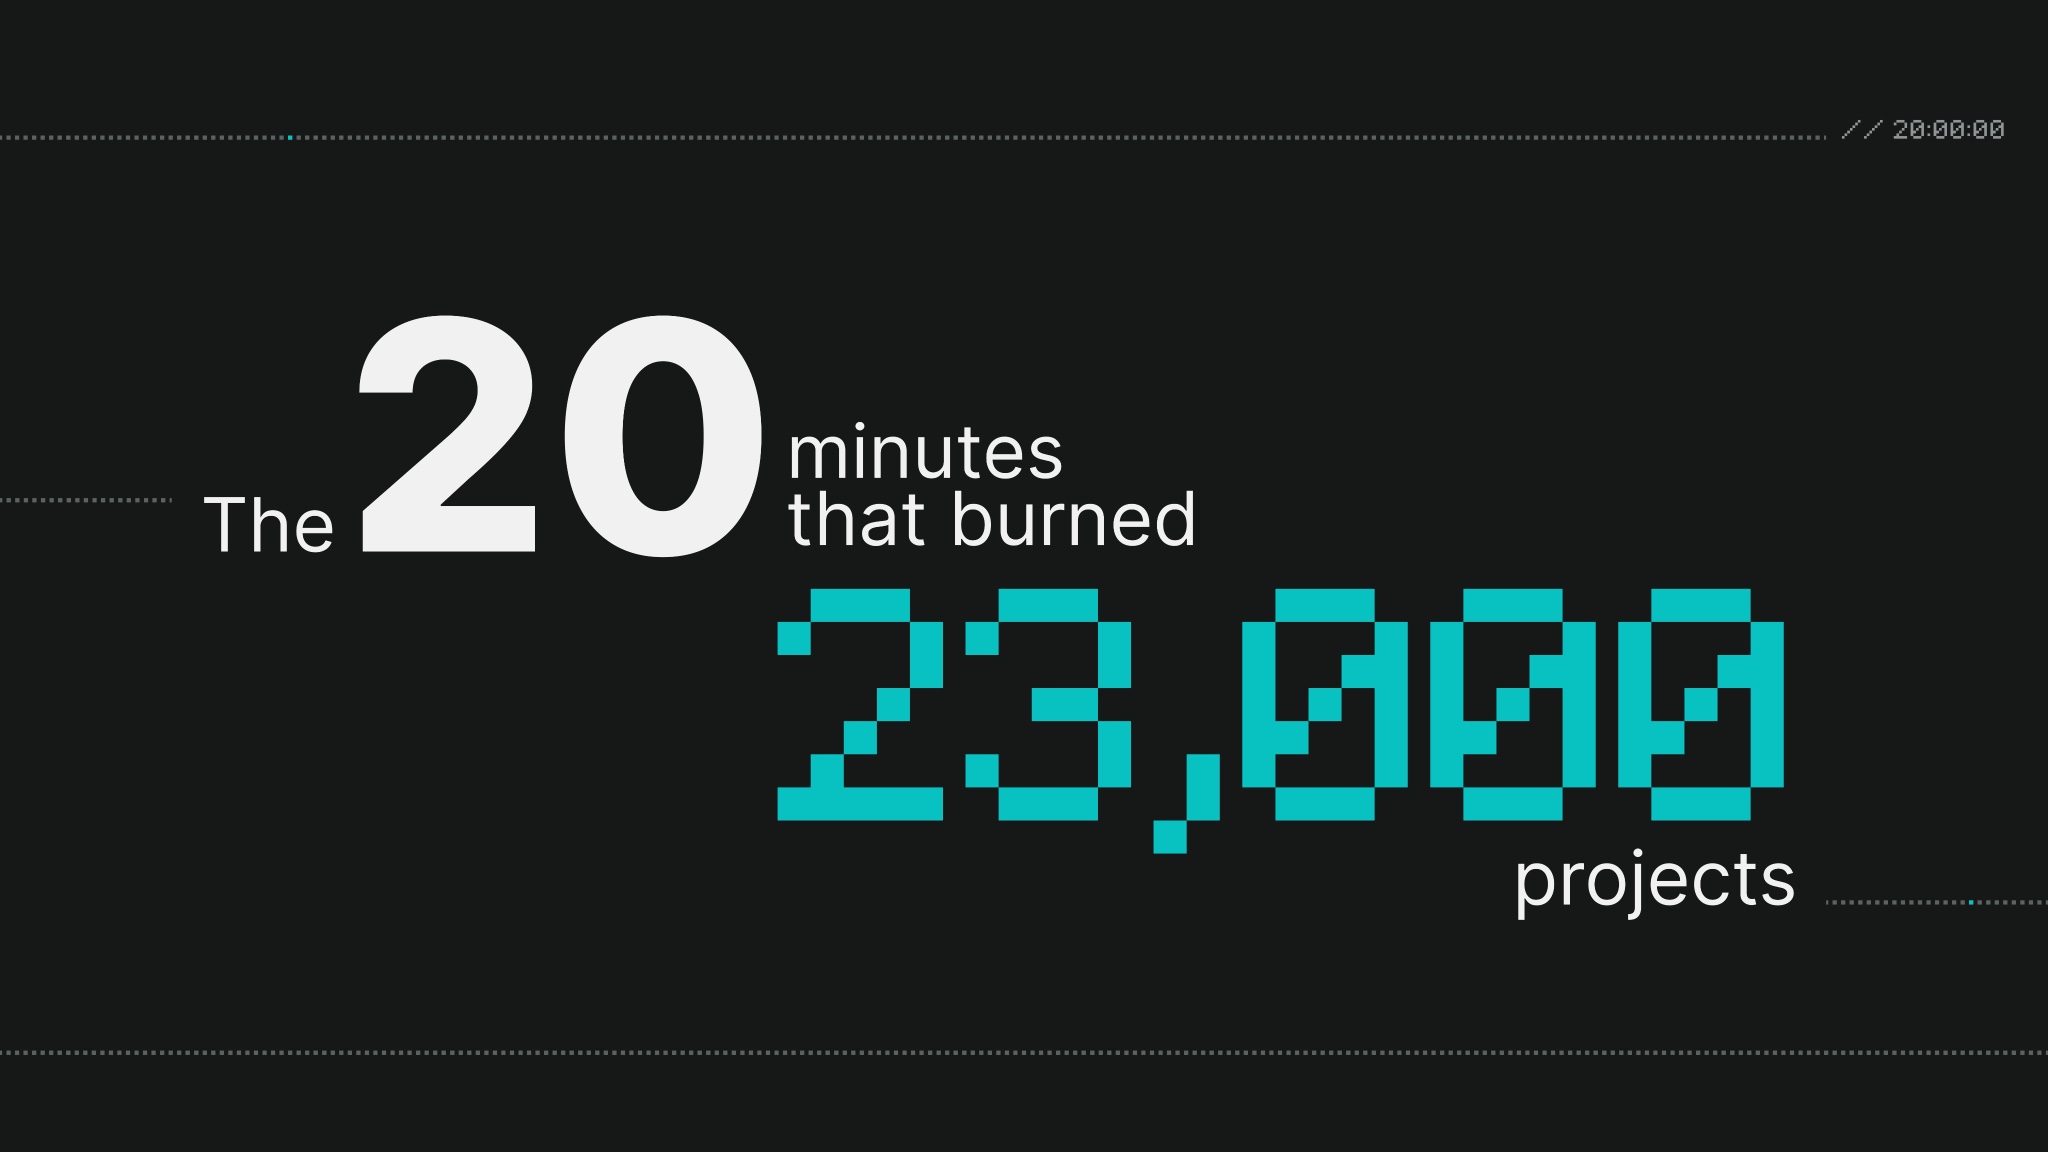 // 20:00:00
The 20 minutes
that burned
23,000
projects